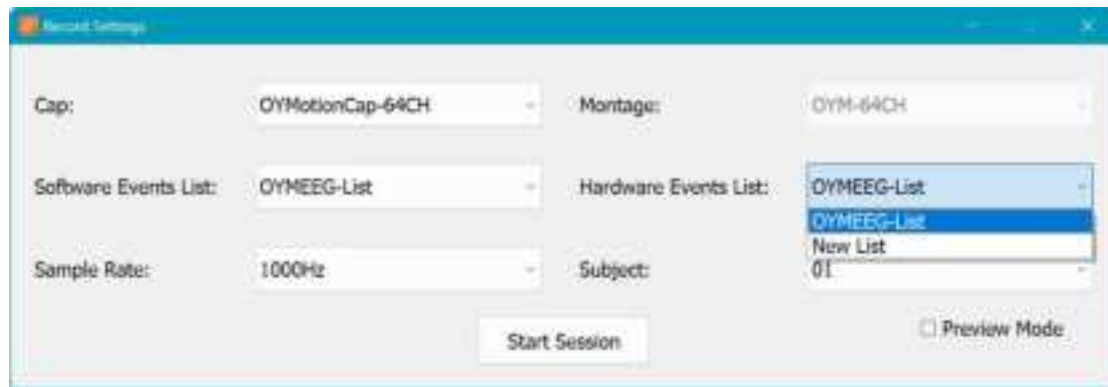 Record Settings
Cap: OYMotionCap-64CH Montage: OYM-64CH
Software Events List: OYMEEG-List Hardware Events List: OYMEEG-List
OYMEEG-List
New List
Sample Rate: 1000Hz Subject: 01
Start Session Preview Mode